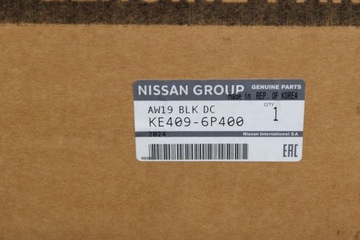 NISSAN GROUP GENUINE PARTS
Made in REP. OF KOREA
AW19 BLK DC QTY
KE409-6P400 1
2024 Nissan International S.A
EAC